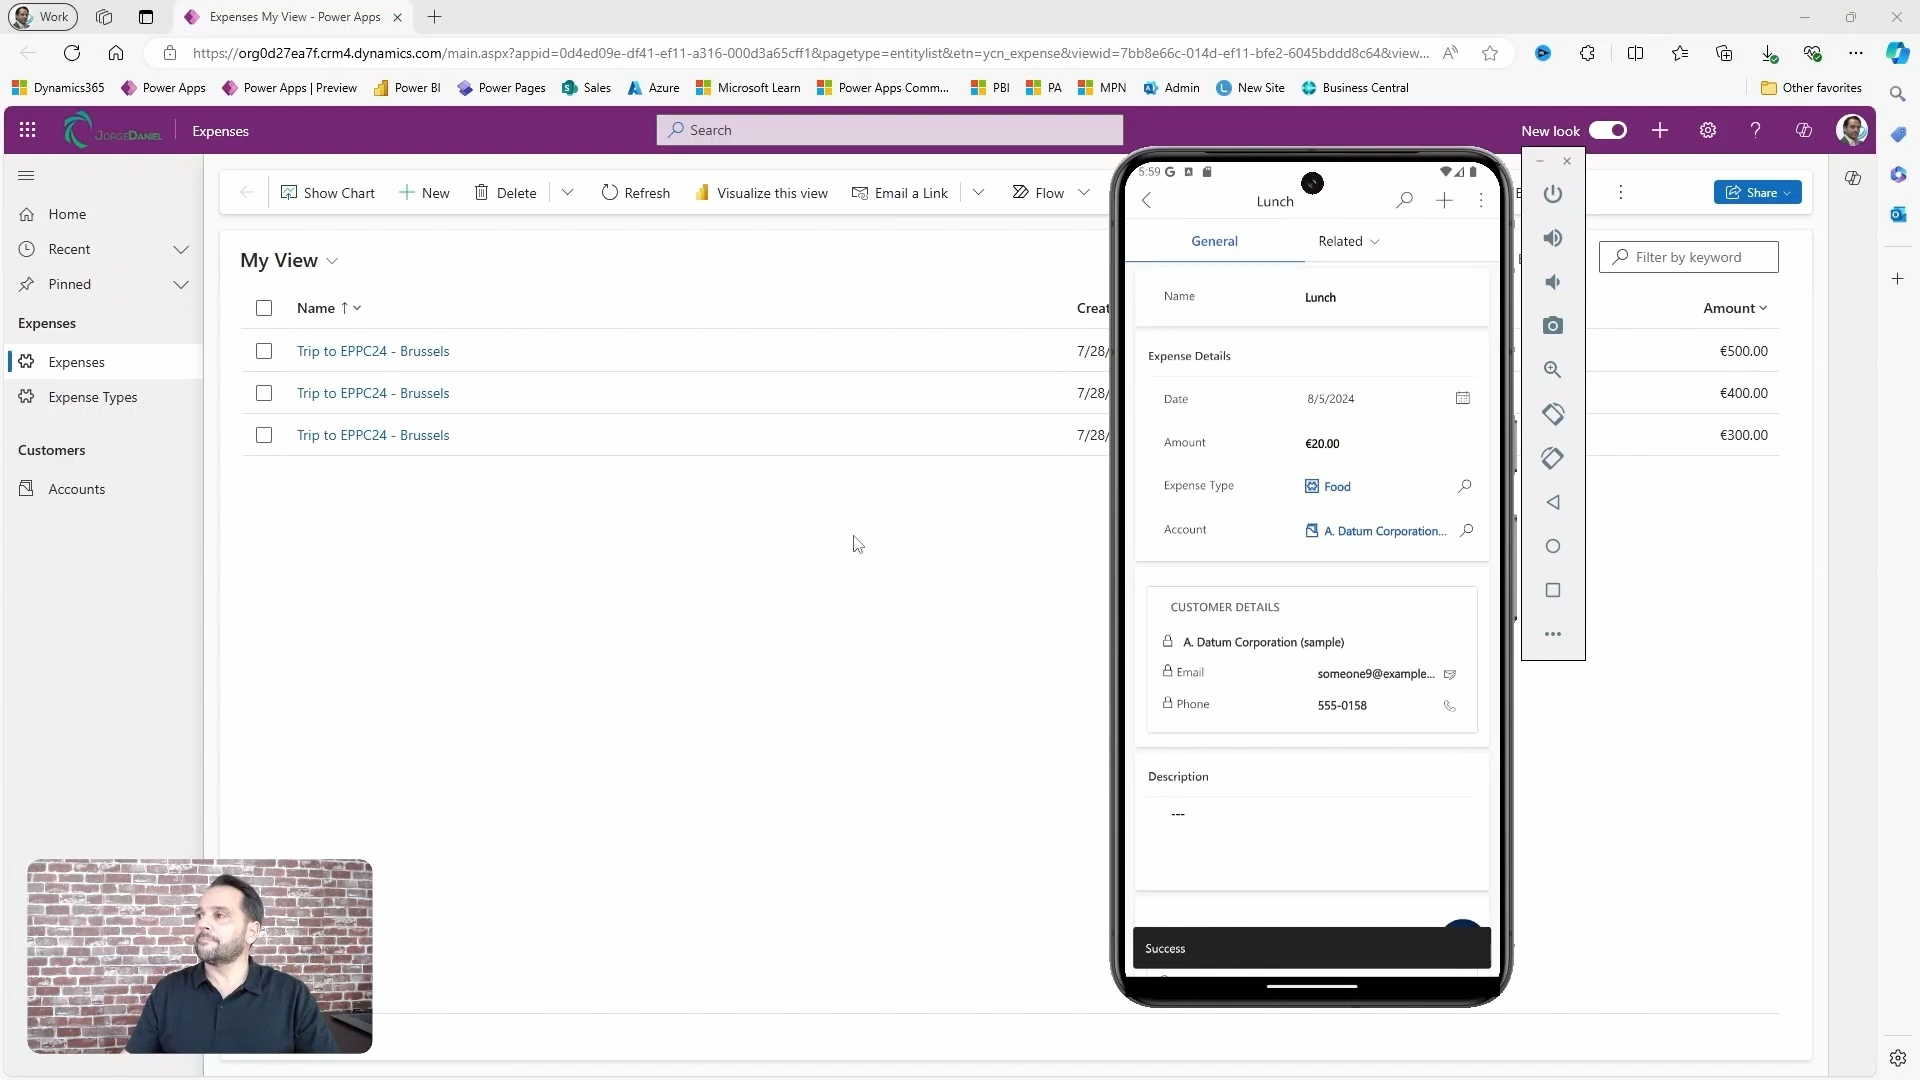 Work
Expenses My View - Power Apps
https://org0d27ea7f.crm4.dynamics.com/main.aspx?appid=0d4ed09e-df41-ef11-a316-000d3a65cff1&pagetype=entitylist&etn=ycn_expense&viewid=7bb8e66c-014d-ef11-bfe2-6045bddd8c64&view...
Dynamics365
Power Apps
Power Apps | Preview
Power BI
Power Pages
Sales
Azure
Microsoft Learn
Power Apps Comm...
PBI
PA
MPN
Admin
New Site
Business Central
Other favorites
JORGEDANIEL
Expenses
Search
New look
Home
Recent
Pinned
Expenses
Expenses
Expense Types
Customers
Accounts
Show Chart
New
Delete
Refresh
Visualize this view
Email a Link
Flow
Share
My View
Filter by keyword
Name
Creat
Amount
Trip to EPPC24 - Brussels
7/28/
€500.00
Trip to EPPC24 - Brussels
7/28/
€400.00
Trip to EPPC24 - Brussels
7/28/
€300.00
5:59
Lunch
General
Related
Name
Lunch
Expense Details
Date
8/5/2024
Amount
€20.00
Expense Type
Food
Account
A. Datum Corporation...
CUSTOMER DETAILS
A. Datum Corporation (sample)
Email
someone9@example...
Phone
555-0158
Description
---
Success